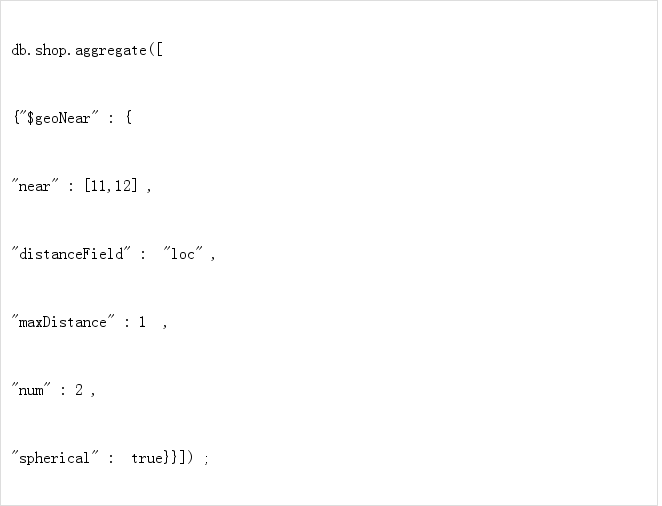 db.shop.aggregate([
{"$geoNear" : {
"near" : [11,12] ,
"distanceField" :  "loc" ,
"maxDistance" : 1  ,
"num" : 2 ,
"spherical" :  true}}]) ;